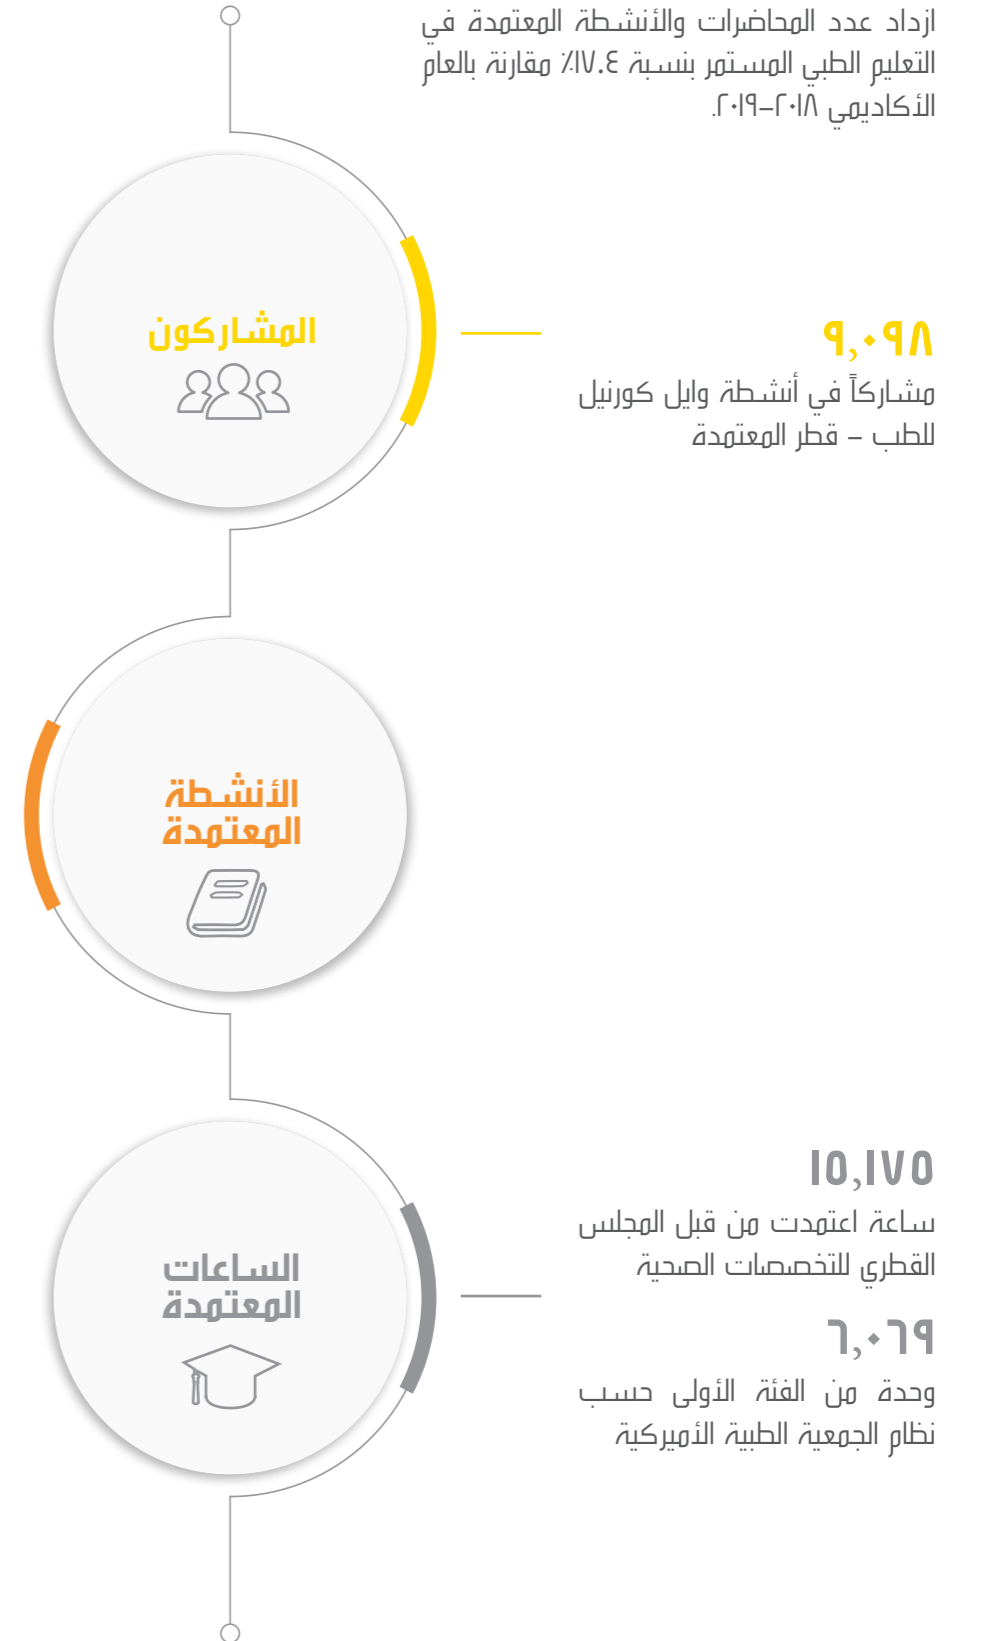 ازداد عدد المحاضرات والأنشطة المعتمدة في
التعليم الطبي المستمر بنسبة ١٧.٤٪ مقارنة بالعام
الأكاديمي ٢٠١٨–٢٠١٩.
المشاركون
٩,٠٩٨
مشاركاً في أنشطة وايل كورنيل
للطب – قطر المعتمدة
الأنشطة
المعتمدة
الساعات
المعتمدة
١٥,١٧٥
ساعة اعتمدت من قبل المجلس
القطري للتخصصات الصحية
٦,٠٦٩
وحدة من الفئة الأولى حسب
نظام الجمعية الطبية الأميركية